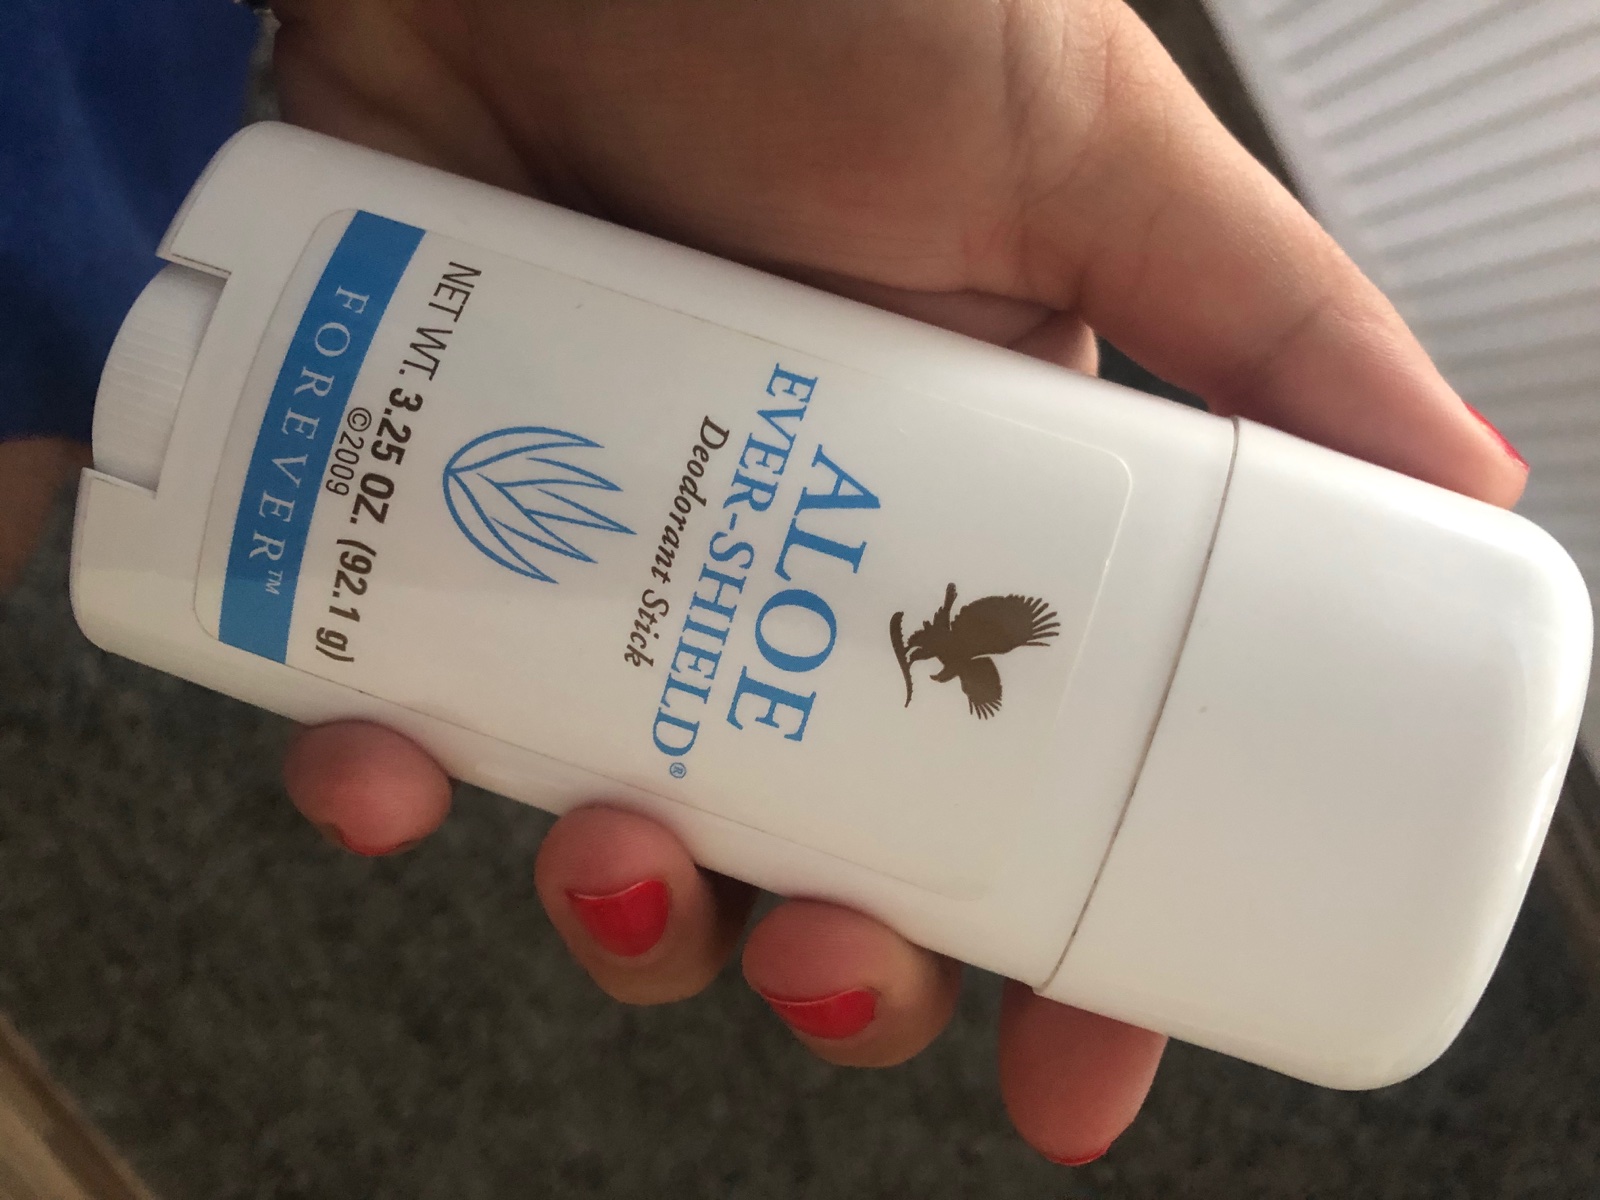 ALOE
EVER-SHIELD®
Deodorant Stick
NET WT. 3.25 OZ. (92.1 g)
©2009
FOREVER™